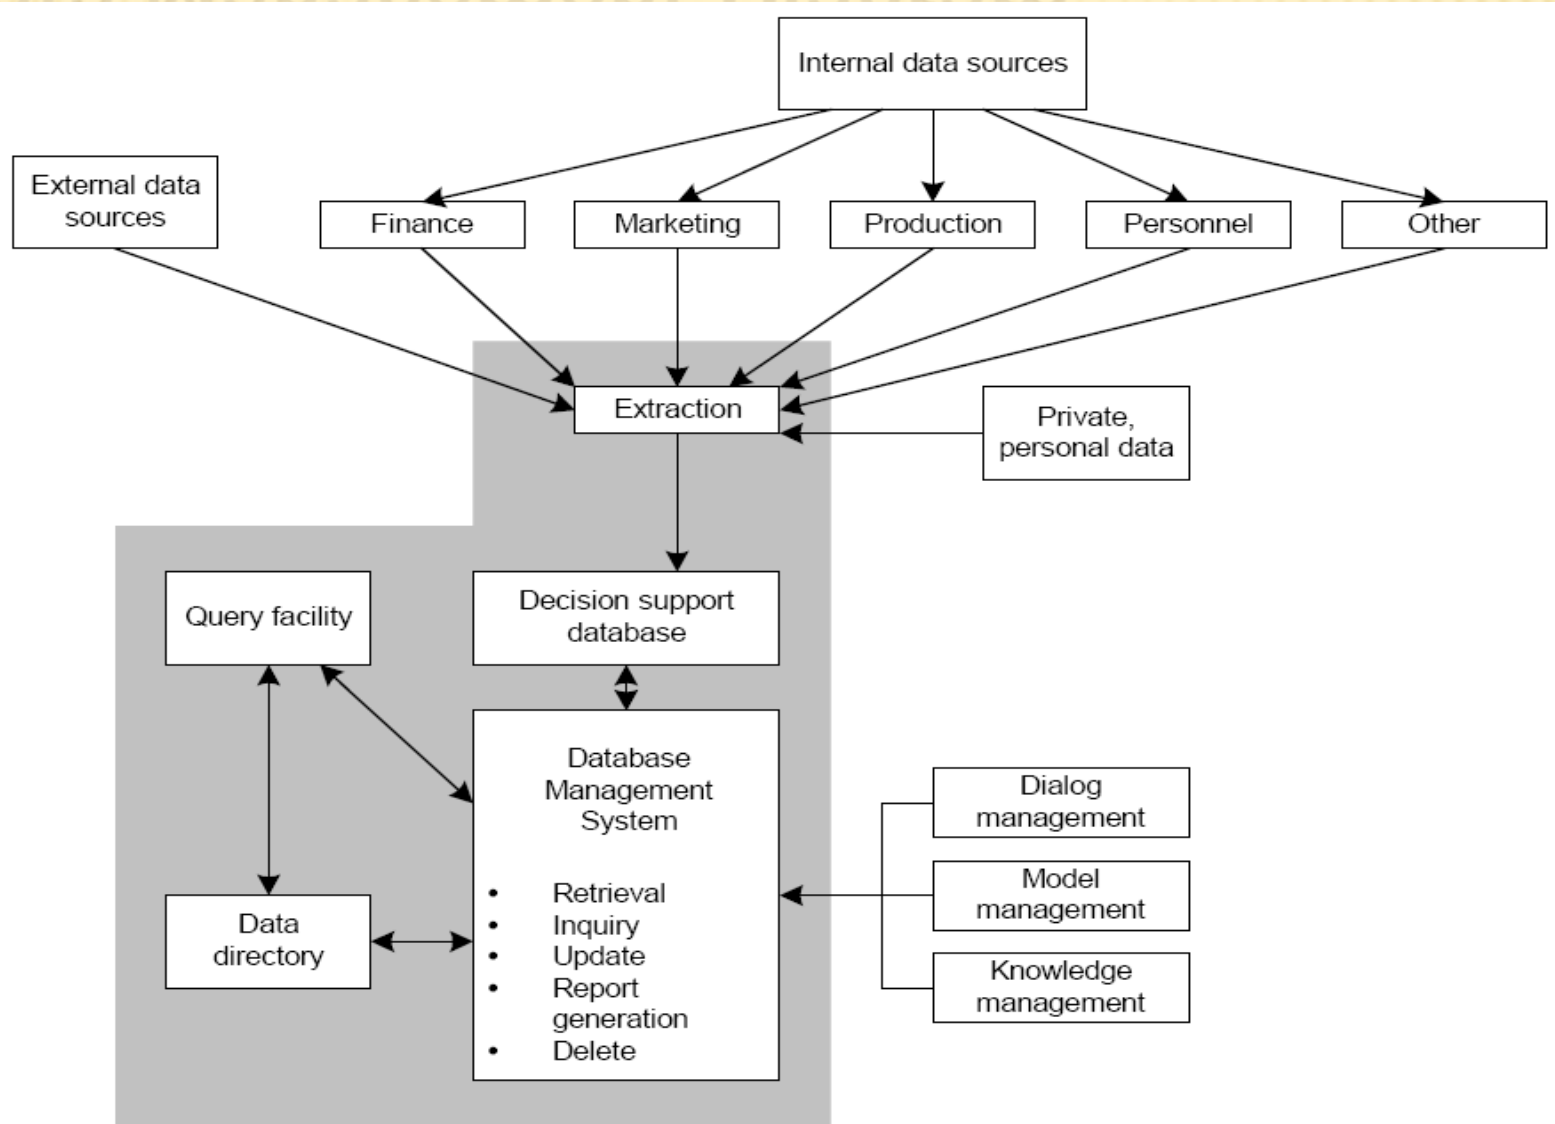 Internal data sources
External data
sources
Finance
Marketing
Production
Personnel
Other
Extraction
Private,
personal data
Query facility
Decision support
database
Database
Management
System
• Retrieval
• Inquiry
• Update
• Report
generation
• Delete
Data
directory
Dialog
management
Model
management
Knowledge
management